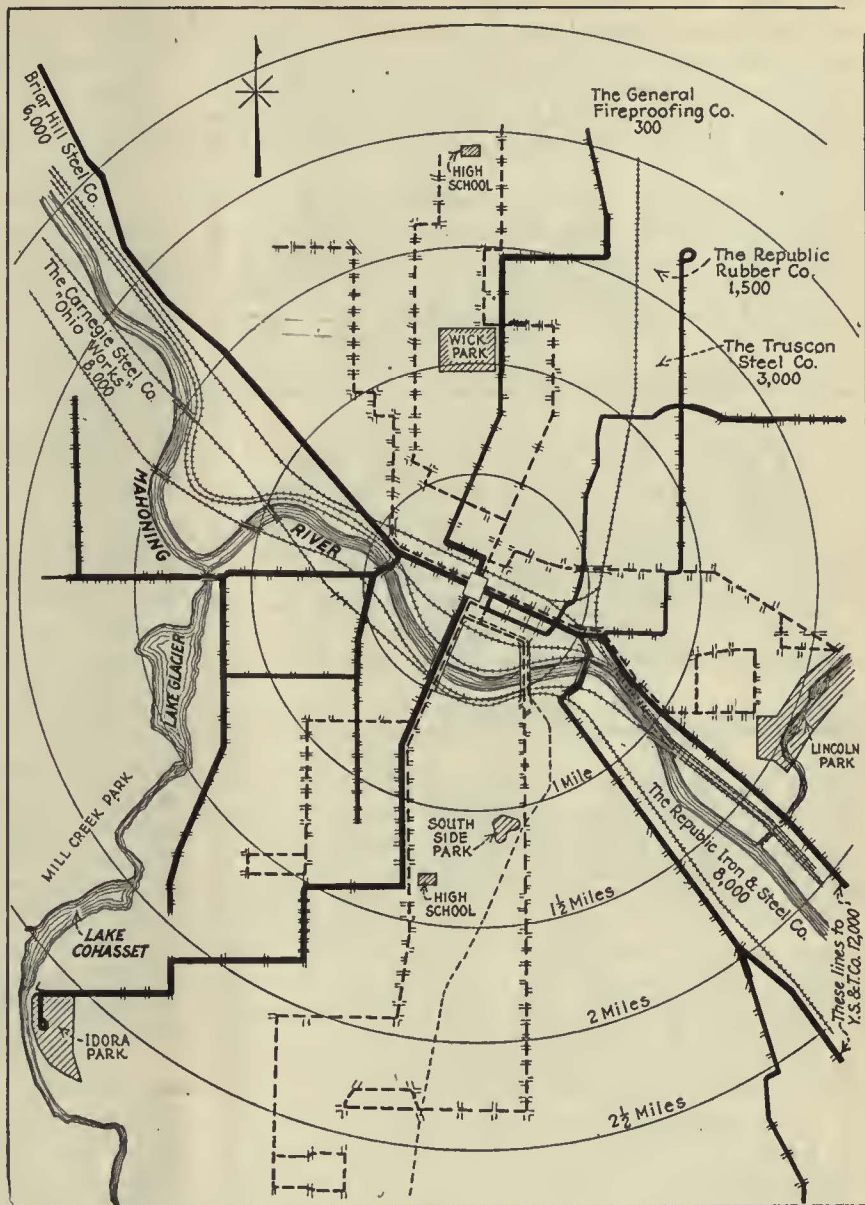 Briar Hill Steel Co.
6,000
The General
Fireproofing Co.
300
HIGH
SCHOOL
The Carnegie Steel Co.
"Ohio Works"
8,000
The Republic
Rubber Co.
1,500
WICK
PARK
The Truscon
Steel Co.
3,000
MAHONING
RIVER
LAKE GLACIER
LINCOLN
PARK
1 Mile
MILL CREEK PARK
SOUTH
SIDE
PARK
The Republic Iron & Steel Co.
8,000
HIGH
SCHOOL
1½ Miles
LAKE
COHASSET
These lines to
Y.S.&T.Co. 12,000
2 Miles
IDORA
PARK
2½ Miles